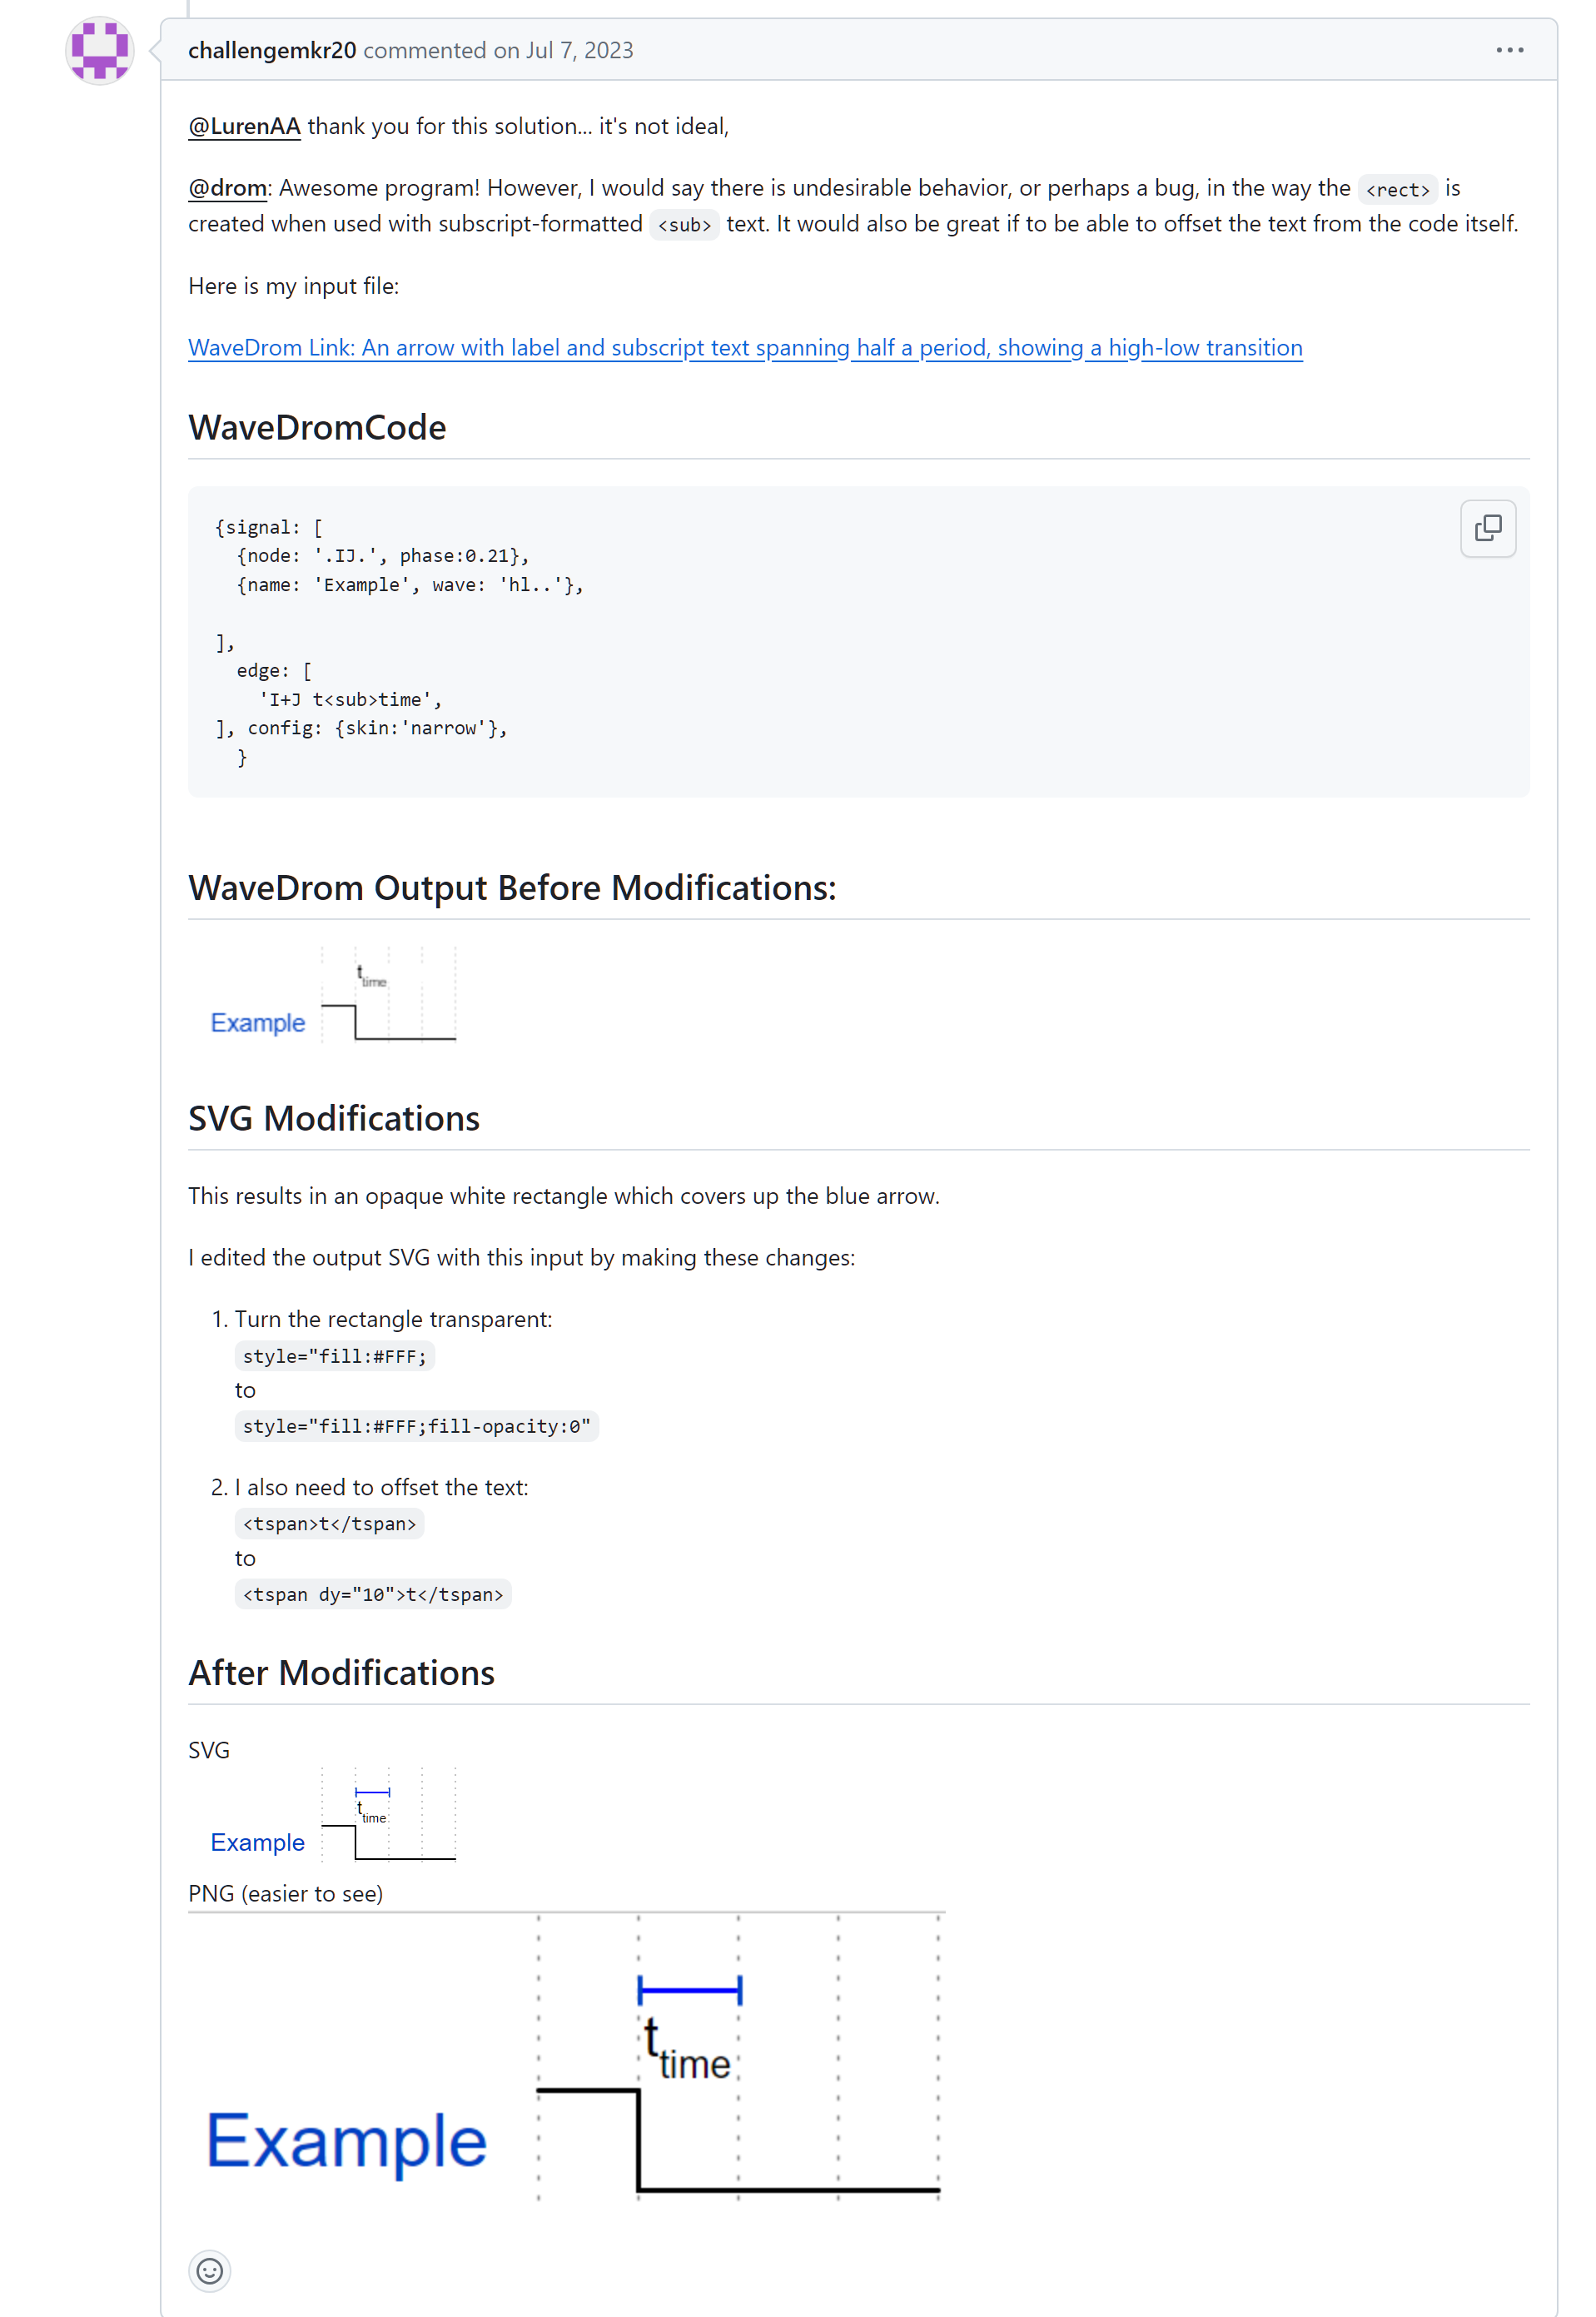 challengemkr20 commented on Jul 7, 2023
@LurenAA thank you for this solution... it's not ideal,
@drom: Awesome program! However, I would say there is undesirable behavior, or perhaps a bug, in the way the <rect> is
created when used with subscript-formatted <sub> text. It would also be great if to be able to offset the text from the code itself.
Here is my input file:
WaveDrom Link: An arrow with label and subscript text spanning half a period, showing a high-low transition
WaveDromCode
{signal: [
  {node: '.IJ.', phase:0.21},
  {name: 'Example', wave: 'hl..'},
],
  edge: [
    'I+J t<sub>time',
], config: {skin:'narrow'},
  }
WaveDrom Output Before Modifications:
t time
Example
SVG Modifications
This results in an opaque white rectangle which covers up the blue arrow.
I edited the output SVG with this input by making these changes:
1. Turn the rectangle transparent:
style="fill:#FFF;
to
style="fill:#FFF;fill-opacity:0"
2. I also need to offset the text:
<tspan>t</tspan>
to
<tspan dy="10">t</tspan>
After Modifications
SVG
t time
Example
PNG (easier to see)
t time
Example